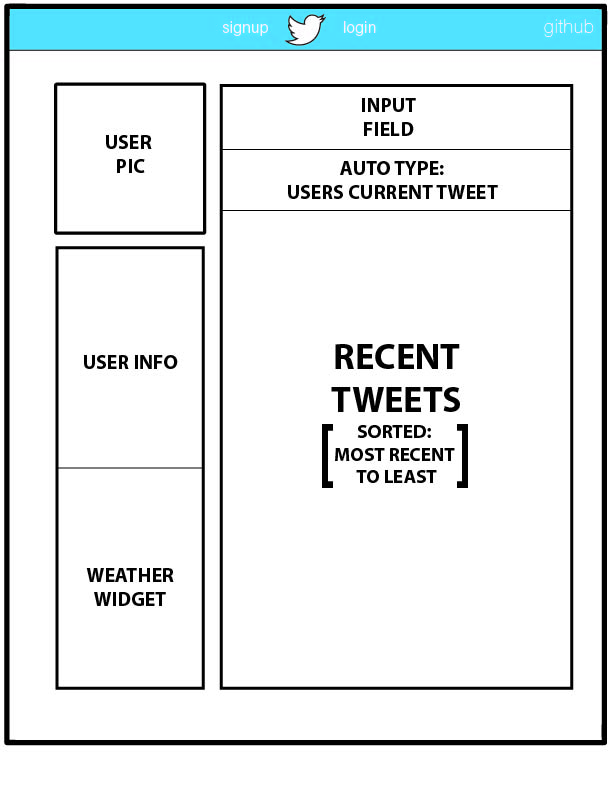 signup
login
github
USER
PIC
INPUT
FIELD
AUTO TYPE:
USERS CURRENT TWEET
USER INFO
RECENT
TWEETS
SORTED:
MOST RECENT
TO LEAST
WEATHER
WIDGET